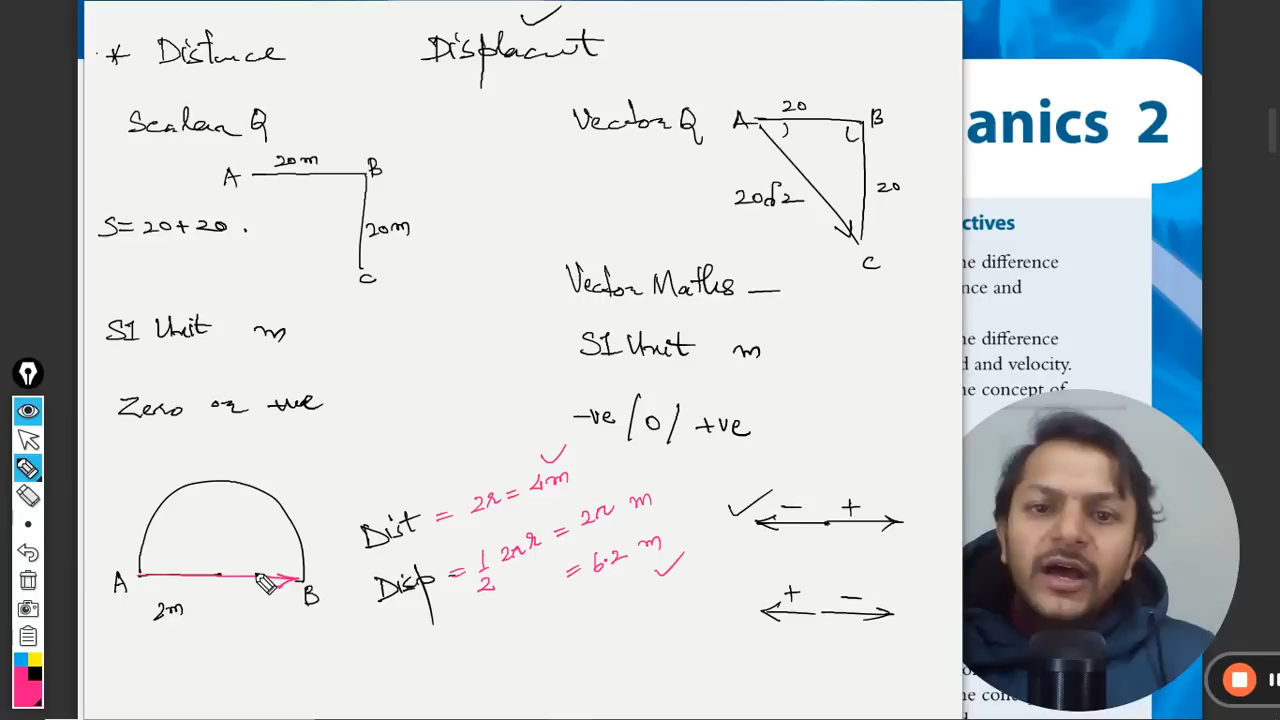 * Distance
Displacmt
Scalar Q
Vector Q
A 20m B
20m
C
S = 20 + 20 .
A 20 B
20
20√2
C
Vector Maths —
SI Unit m
SI Unit m
Zero or +ve
-ve / 0 / +ve
Dist = 2r = 4m
Disp = 1/2 2πr = 2π m
= 6.2 m
A B
2m
- +
+ -
anics 2
ctives
he difference
nce and
he difference
d and velocity.
he concept of